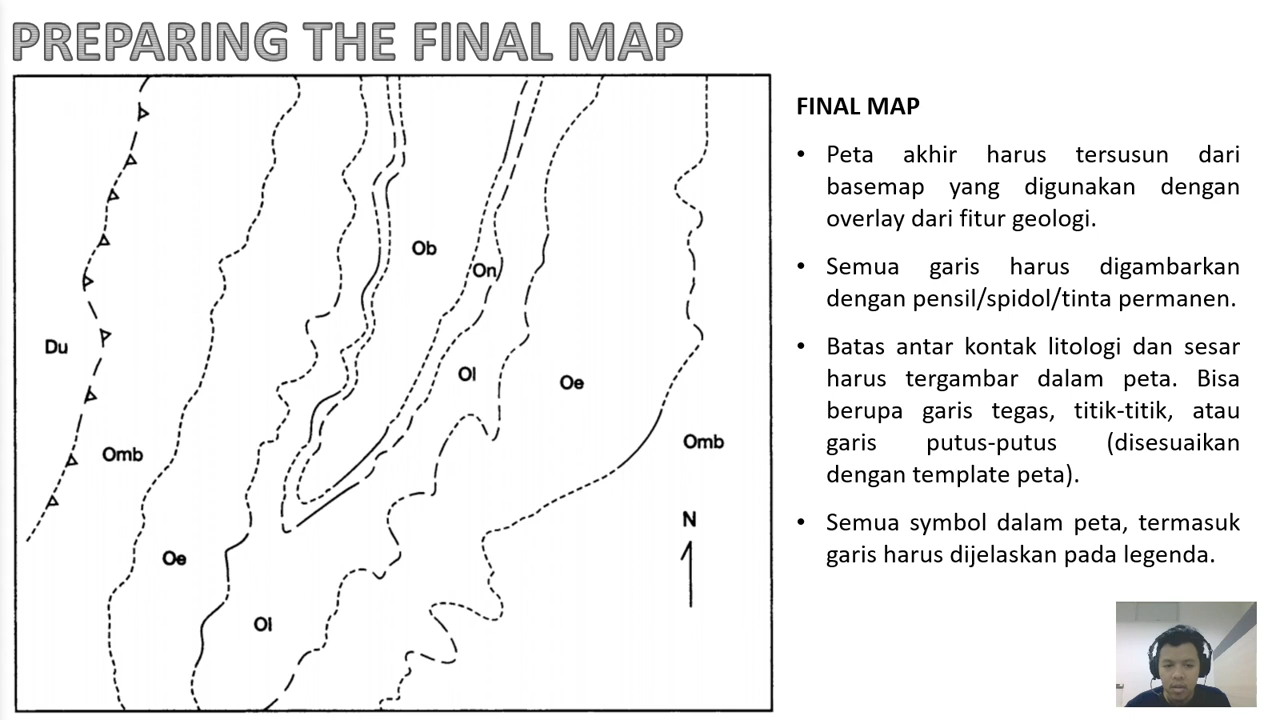 PREPARING THE FINAL MAP
Ob
On
Du
Ol
Oe
Omb
Omb
N
Oe
Ol
FINAL MAP
• Peta akhir harus tersusun dari
basemap yang digunakan dengan
overlay dari fitur geologi.
• Semua garis harus digambarkan
dengan pensil/spidol/tinta permanen.
• Batas antar kontak litologi dan sesar
harus tergambar dalam peta. Bisa
berupa garis tegas, titik-titik, atau
garis putus-putus (disesuaikan
dengan template peta).
• Semua symbol dalam peta, termasuk
garis harus dijelaskan pada legenda.